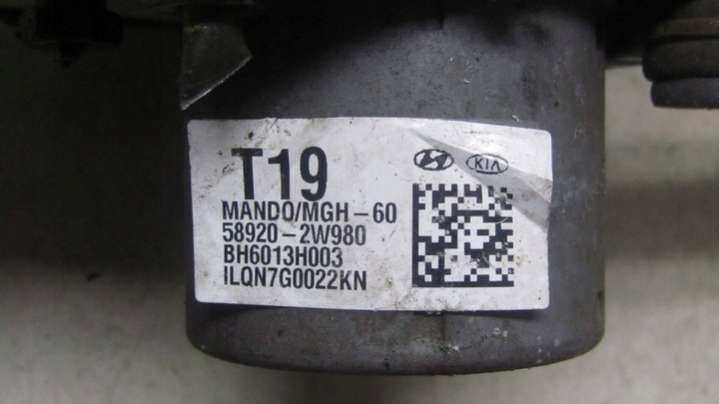 T19
KIA
MANDO/MGH-60
58920-2W980
BH6013H003
ILQN7G0022KN